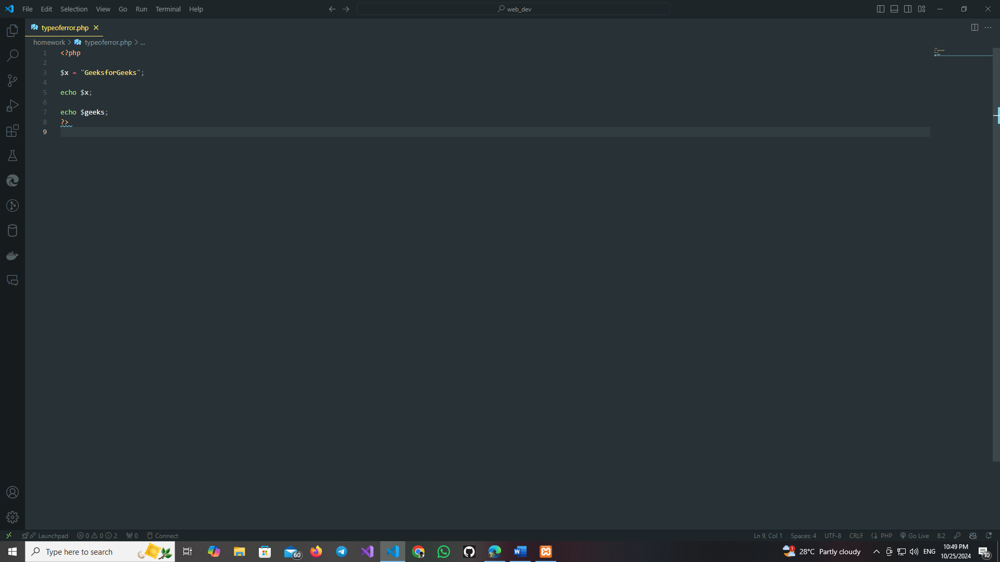 File Edit Selection View Go Run Terminal Help
web_dev
typeoferror.php
homework > typeoferror.php > ...
1 <?php
2
3 $x = "GeeksforGeeks";
4
5 echo $x;
6
7 echo $geeks;
8 ?>
9
Launchpad 0 0 2 0 Connect
Ln 9, Col 1 Spaces: 4 UTF-8 CRLF PHP Go Live 8.2
Type here to search
60
1
28°C Partly cloudy
ENG
10:49 PM
10/25/2024
10